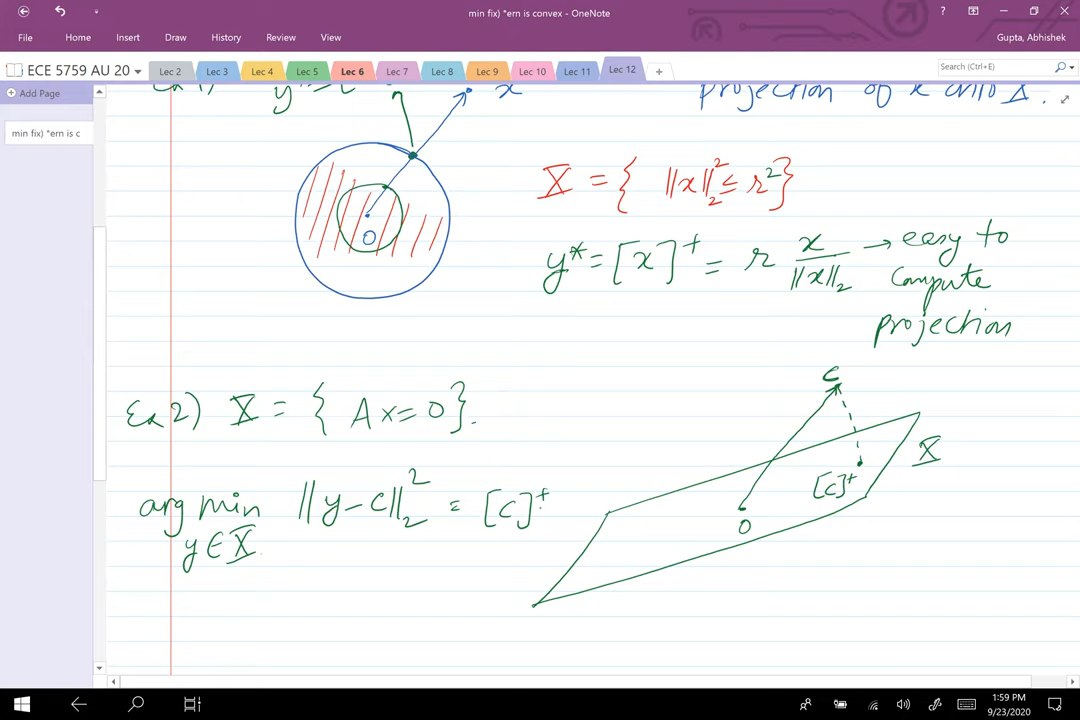 min fix) *ern is convex - OneNote
Gupta, Abhishek
File Home Insert Draw History Review View
ECE 5759 AU 20
Lec 2 Lec 3 Lec 4 Lec 5 Lec 6 Lec 7 Lec 8 Lec 9 Lec 10 Lec 11 Lec 12
Search (Ctrl+E)
Add Page
min fix) *ern is c
x
projection of x onto X.
X = { ||x||₂² ≤ r² }
O
y* = [x]⁺ = r x/||x||₂ → easy to
compute
projection
Ex 2) X = { Ax = 0 }.
c
X
[c]⁺
O
arg min ||y - c||₂² = [c]⁺
y ∈ X
1:59 PM
9/23/2020